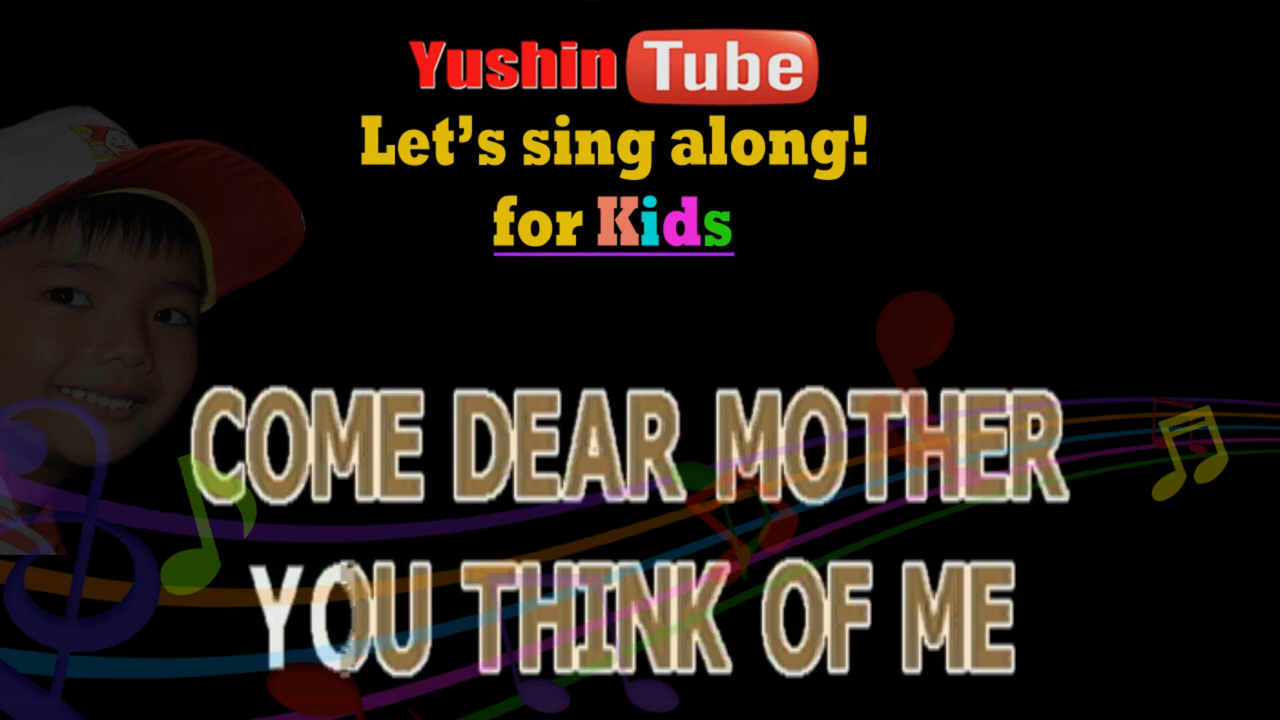 Yushin Tube
Let's sing along!
for Kids
COME DEAR MOTHER
YOU THINK OF ME